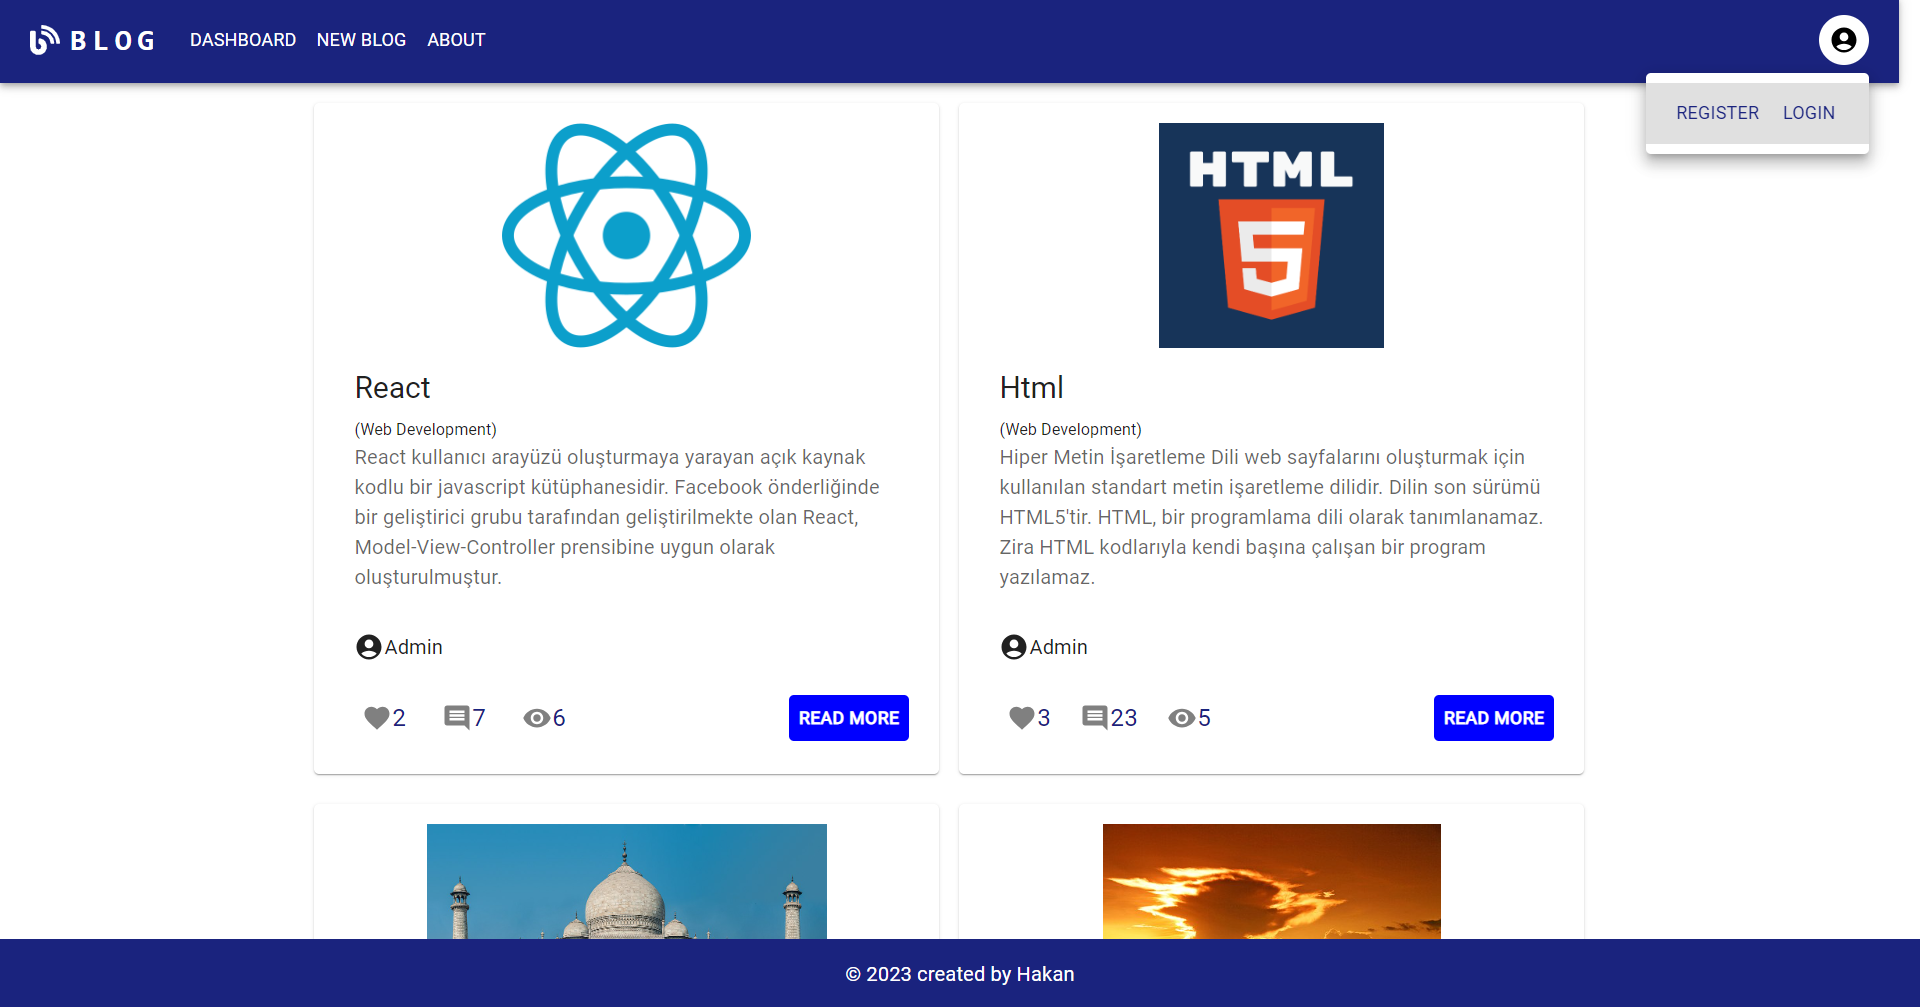 BLOG DASHBOARD NEW BLOG ABOUT
REGISTER LOGIN
React
(Web Development)
React kullanıcı arayüzü oluşturmaya yarayan açık kaynak
kodlu bir javascript kütüphanesidir. Facebook önderliğinde
bir geliştirici grubu tarafından geliştirilmekte olan React,
Model-View-Controller prensibine uygun olarak
oluşturulmuştur.
Admin
2 7 6 READ MORE
HTML
5
Html
(Web Development)
Hiper Metin İşaretleme Dili web sayfalarını oluşturmak için
kullanılan standart metin işaretleme dilidir. Dilin son sürümü
HTML5'tir. HTML, bir programlama dili olarak tanımlanamaz.
Zira HTML kodlarıyla kendi başına çalışan bir program
yazılamaz.
Admin
3 23 5 READ MORE
© 2023 created by Hakan